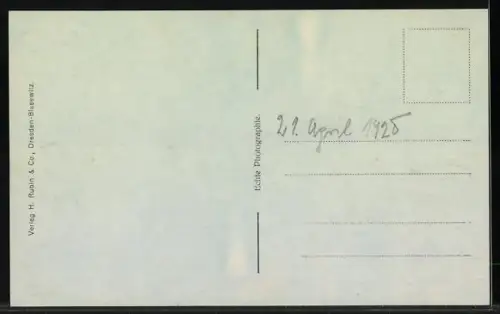 Verlag H. Rubin & Co., Dresden-Blasewitz.
Echte Photographie.
21. April 1925